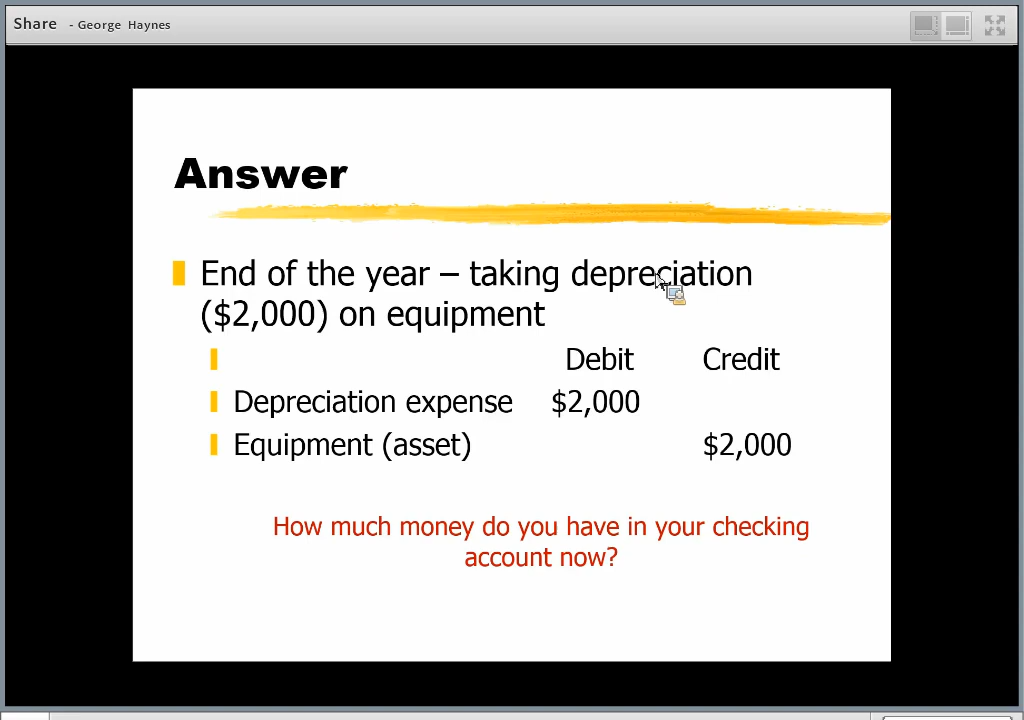 Share - George Haynes
Answer
End of the year – taking depreciation
($2,000) on equipment
Debit Credit
Depreciation expense $2,000
Equipment (asset) $2,000
How much money do you have in your checking
account now?